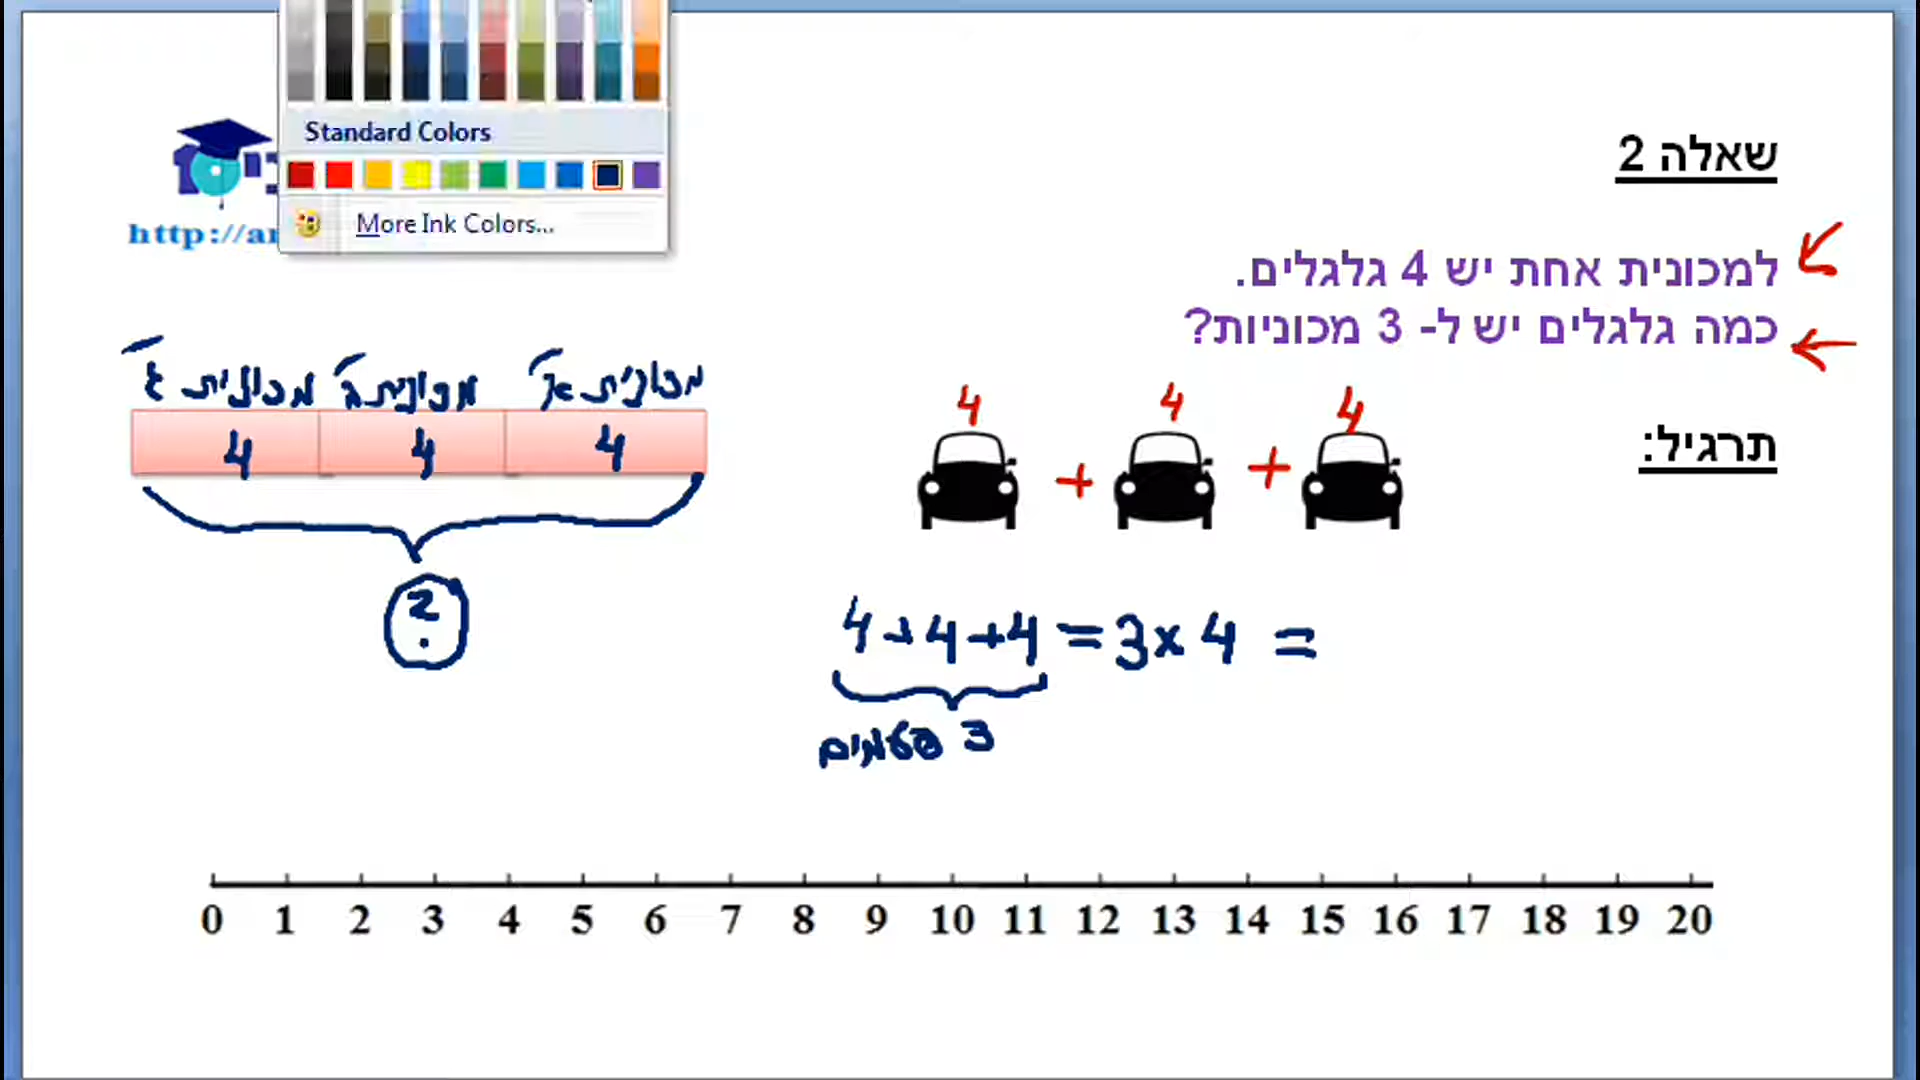 Standard Colors
More Ink Colors...
http://ar
שאלה 2
למכונית אחת יש 4 גלגלים.
כמה גלגלים יש ל- 3 מכוניות?
תרגיל:
מכונית א' מכונית ב' מכונית ג'
4 4 4
?
4 + 4 + 4
4+4+4 = 3x4 =
3 פעמים
0 1 2 3 4 5 6 7 8 9 10 11 12 13 14 15 16 17 18 19 20